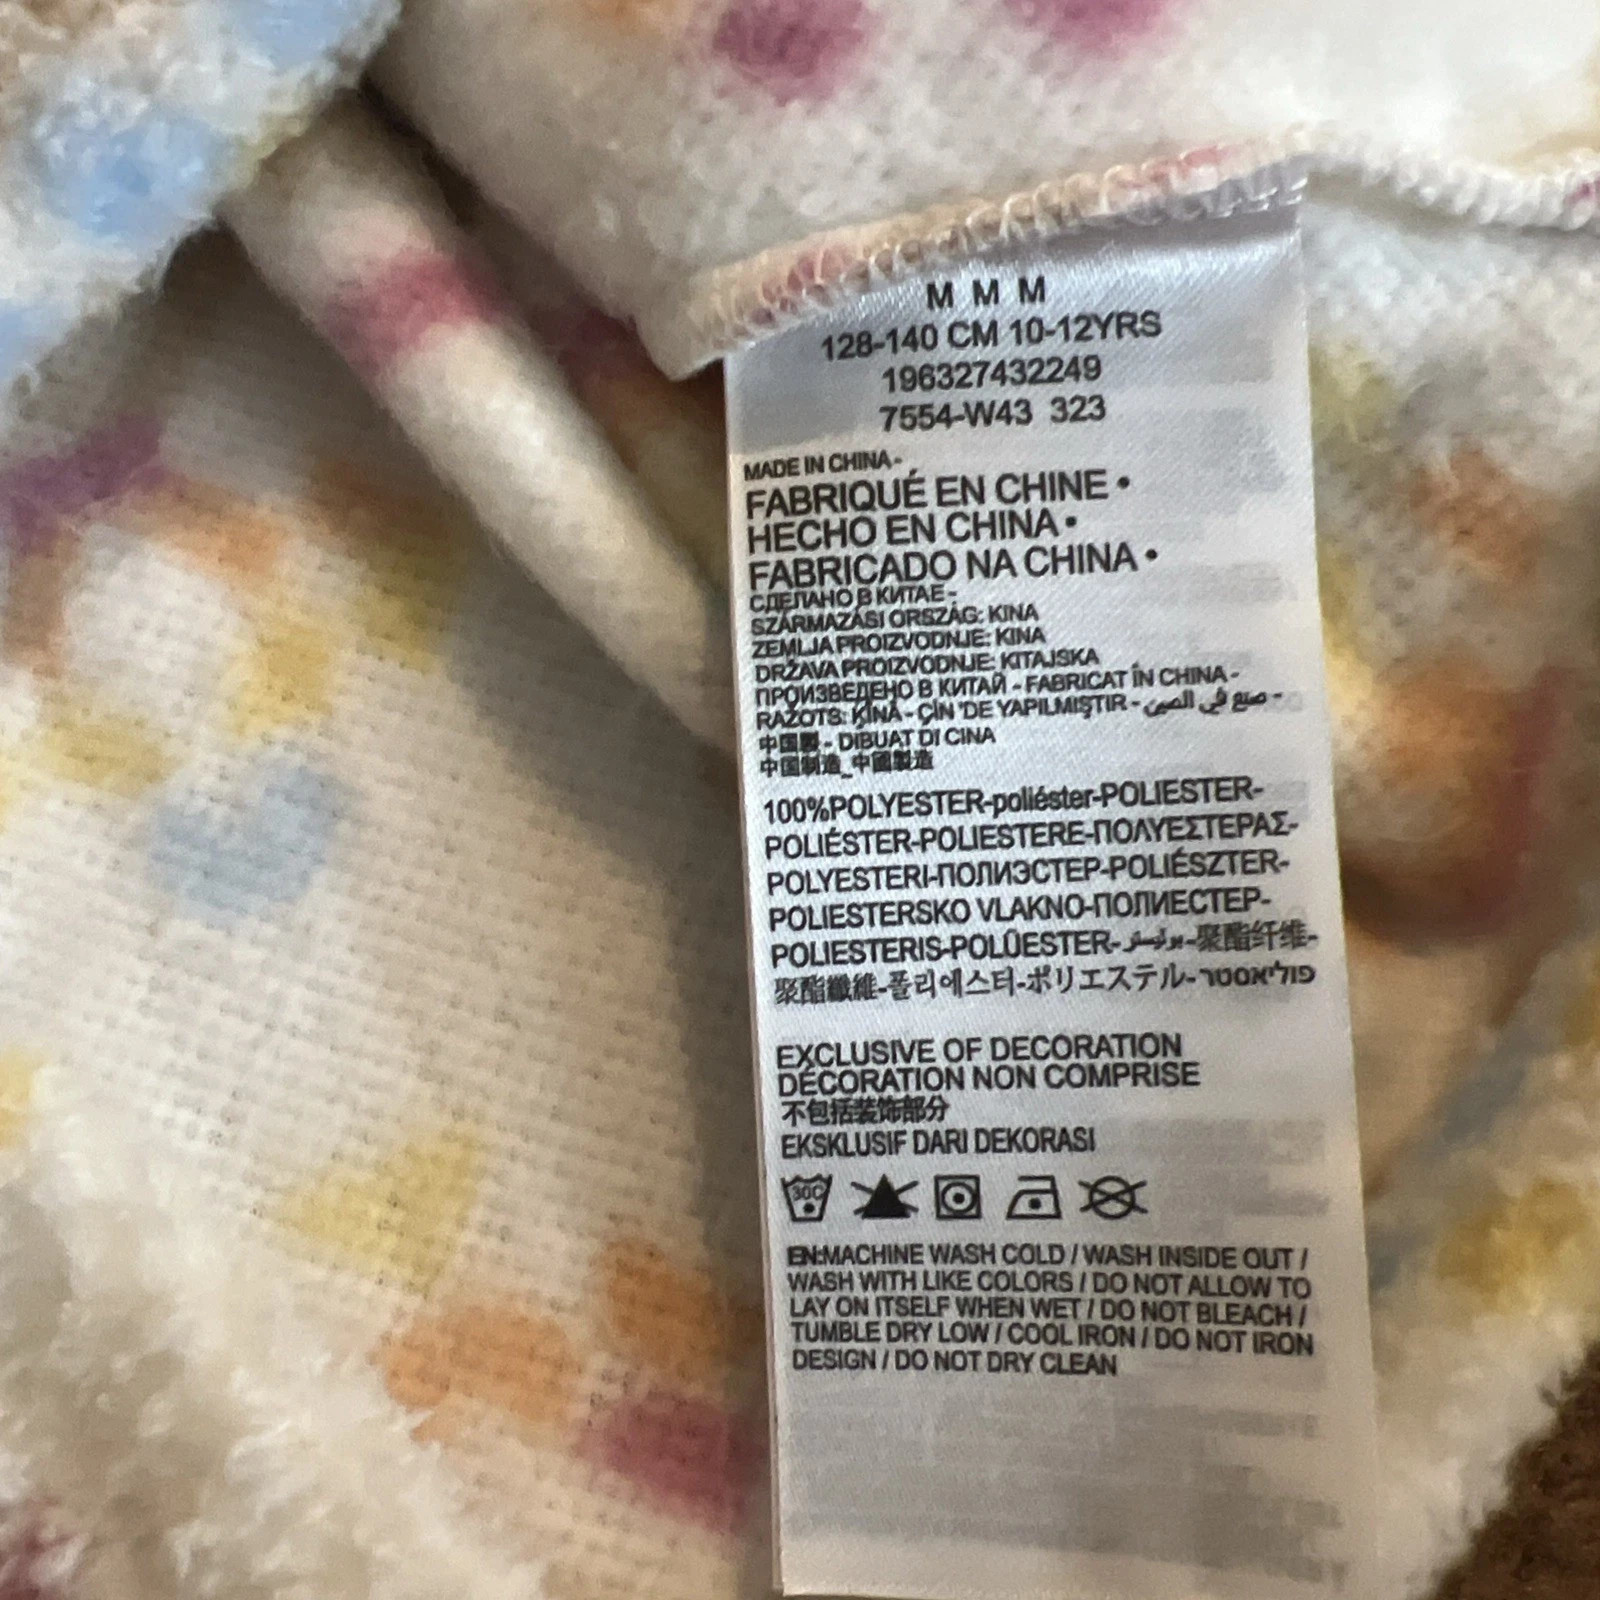 M M M
128-140 CM 10-12YRS
196327432249
7554-W43 323
MADE IN CHINA -
FABRIQUÉ EN CHINE •
HECHO EN CHINA •
FABRICADO NA CHINA •
СДЕЛАНО В КИТАЕ -
SZÁRMAZÁSI ORSZÁG: KINA
ZEMLJA PROIZVODNJE: KINA
DRŽAVA PROIZVODNJE: KITAJSKA
ПРОИЗВЕДЕНО В КИТАЙ - FABRICAT ÎN CHINA -
RAŽOTS: ĶĪNĀ - ÇİN 'DE YAPILMIŞTIR - صنع في الصين -
中国製 - DIBUAT DI CINA
中国制造_中國製造
100%POLYESTER-poliéster-POLIESTER-
POLIÉSTER-POLIESTERE-ΠΟΛΥΕΣΤΕΡΑΣ-
POLYESTERI-ПОЛИЭСТЕР-POLIÉSZTER-
POLIESTERSKO VLAKNO-ПОЛИЕСТЕР-
POLIESTERIS-POLÜESTER- -聚酯纤维-
聚酯纖維-폴리에스터-ポリエステル-פוליאסטר
EXCLUSIVE OF DECORATION
DÉCORATION NON COMPRISE
不包括装饰部分
EKSKLUSIF DARI DEKORASI
30C
EN:MACHINE WASH COLD / WASH INSIDE OUT /
WASH WITH LIKE COLORS / DO NOT ALLOW TO
LAY ON ITSELF WHEN WET / DO NOT BLEACH /
TUMBLE DRY LOW / COOL IRON / DO NOT IRON
DESIGN / DO NOT DRY CLEAN